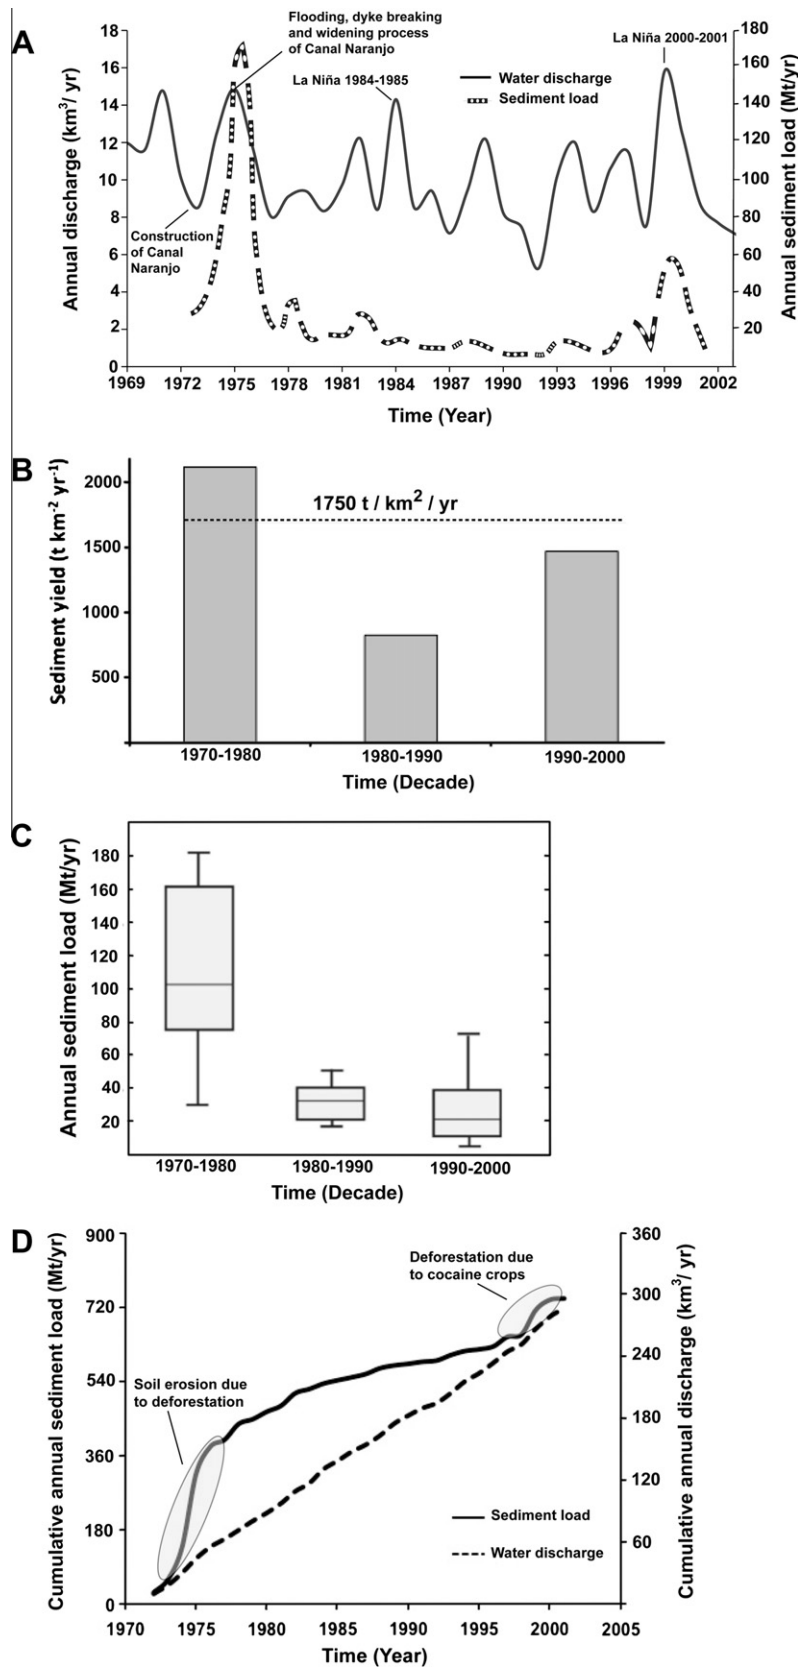 A
Flooding, dyke breaking
and widening process
of Canal Naranjo
La Niña 1984-1985
La Niña 2000-2001
Water discharge
Sediment load
Construction
of Canal
Naranjo
Annual discharge (km³/ yr)
18
16
14
12
10
8
6
4
2
0
Annual sediment load (Mt/yr)
180
160
140
120
100
80
60
40
20
1969 1972 1975 1978 1981 1984 1987 1990 1993 1996 1999 2002
Time (Year)
B
Sediment yield (t km⁻² yr⁻¹)
2000
1500
1000
500
1750 t / km² / yr
1970-1980 1980-1990 1990-2000
Time (Decade)
C
Annual sediment load (Mt/yr)
180
160
140
120
100
80
60
40
20
1970-1980 1980-1990 1990-2000
Time (Decade)
D
Cumulative annual sediment load (Mt/yr)
900
720
540
360
180
0
Cumulative annual discharge (km³/ yr)
360
300
240
180
120
60
Deforestation due
to cocaine crops
Soil erosion due
to deforestation
Sediment load
Water discharge
1970 1975 1980 1985 1990 1995 2000 2005
Time (Year)